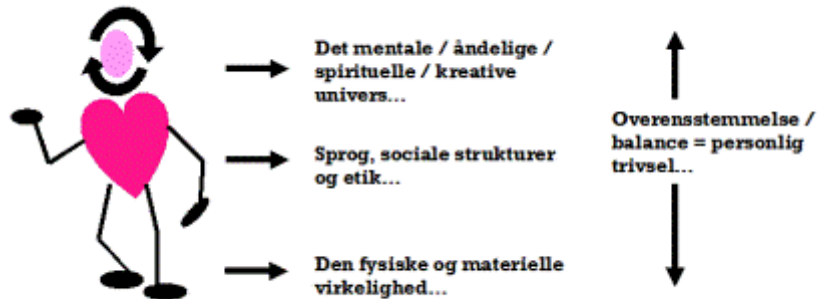 Det mentale / åndelige /
spirituelle / kreative
univers...
Overensstemmelse /
balance = personlig
trivsel...
Sprog, sociale strukturer
og etik...
Den fysiske og materielle
virkelighed...